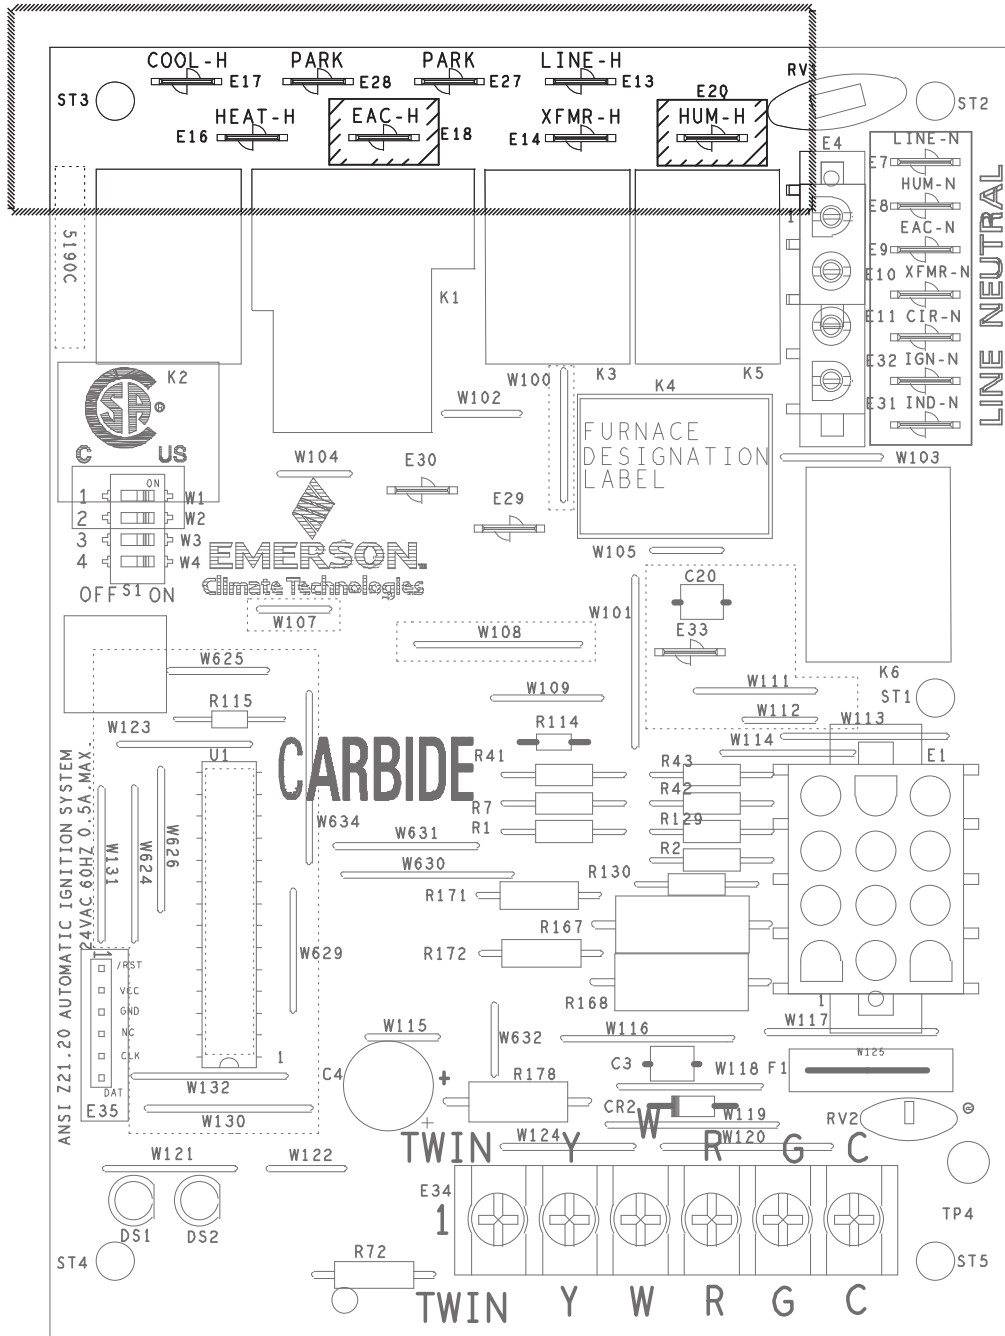 COOL-H PARK PARK LINE-H
E17 E28 E27 E13 RV
ST3 E20 ST2
HEAT-H EAC-H XFMR-H HUM-H
E16 E18 E14
E4 LINE-N
E7
HUM-N
E8
1 EAC-N
E9
E10 XFMR-N
E11 CIR-N
E32 IGN-N
E31 IND-N
LINE NEUTRAL
5190C
K1
K2 W100 K3 K4 K5
W102
CSA ®
C US
FURNACE
DESIGNATION
LABEL
W104 E30 W103
ON
1 W1
2 W2
3 W3
4 W4
OFF S1 ON
E29
EMERSON.
Climate Technologies
W105
C20
W107 W101
W108 E33
W625 K6
W109 W111 ST1
R115 W112
W123 R114 W113
U1 W114
CARBIDE R41 R43 E1
R7 R42
W634 R1 R129
W631 R2
W630 R130
R171
W131 W624 W626
R167
W629 R172
R168
ANSI Z21.20 AUTOMATIC IGNITION SYSTEM
24VAC 60HZ 0.5A MAX.
1
/RST
VCC
GND
NC
CLK
DAT
E35
1
1
W115 W632 W116 W117
C3 W118 F1 W125
W132 C4 + R178
W130 + CR2 W119 RV2 ®
W124 W120
TWIN Y W R G C
W121 W122
E34
1
DS1 DS2 TP4
ST4 R72 ST5
TWIN Y W R G C